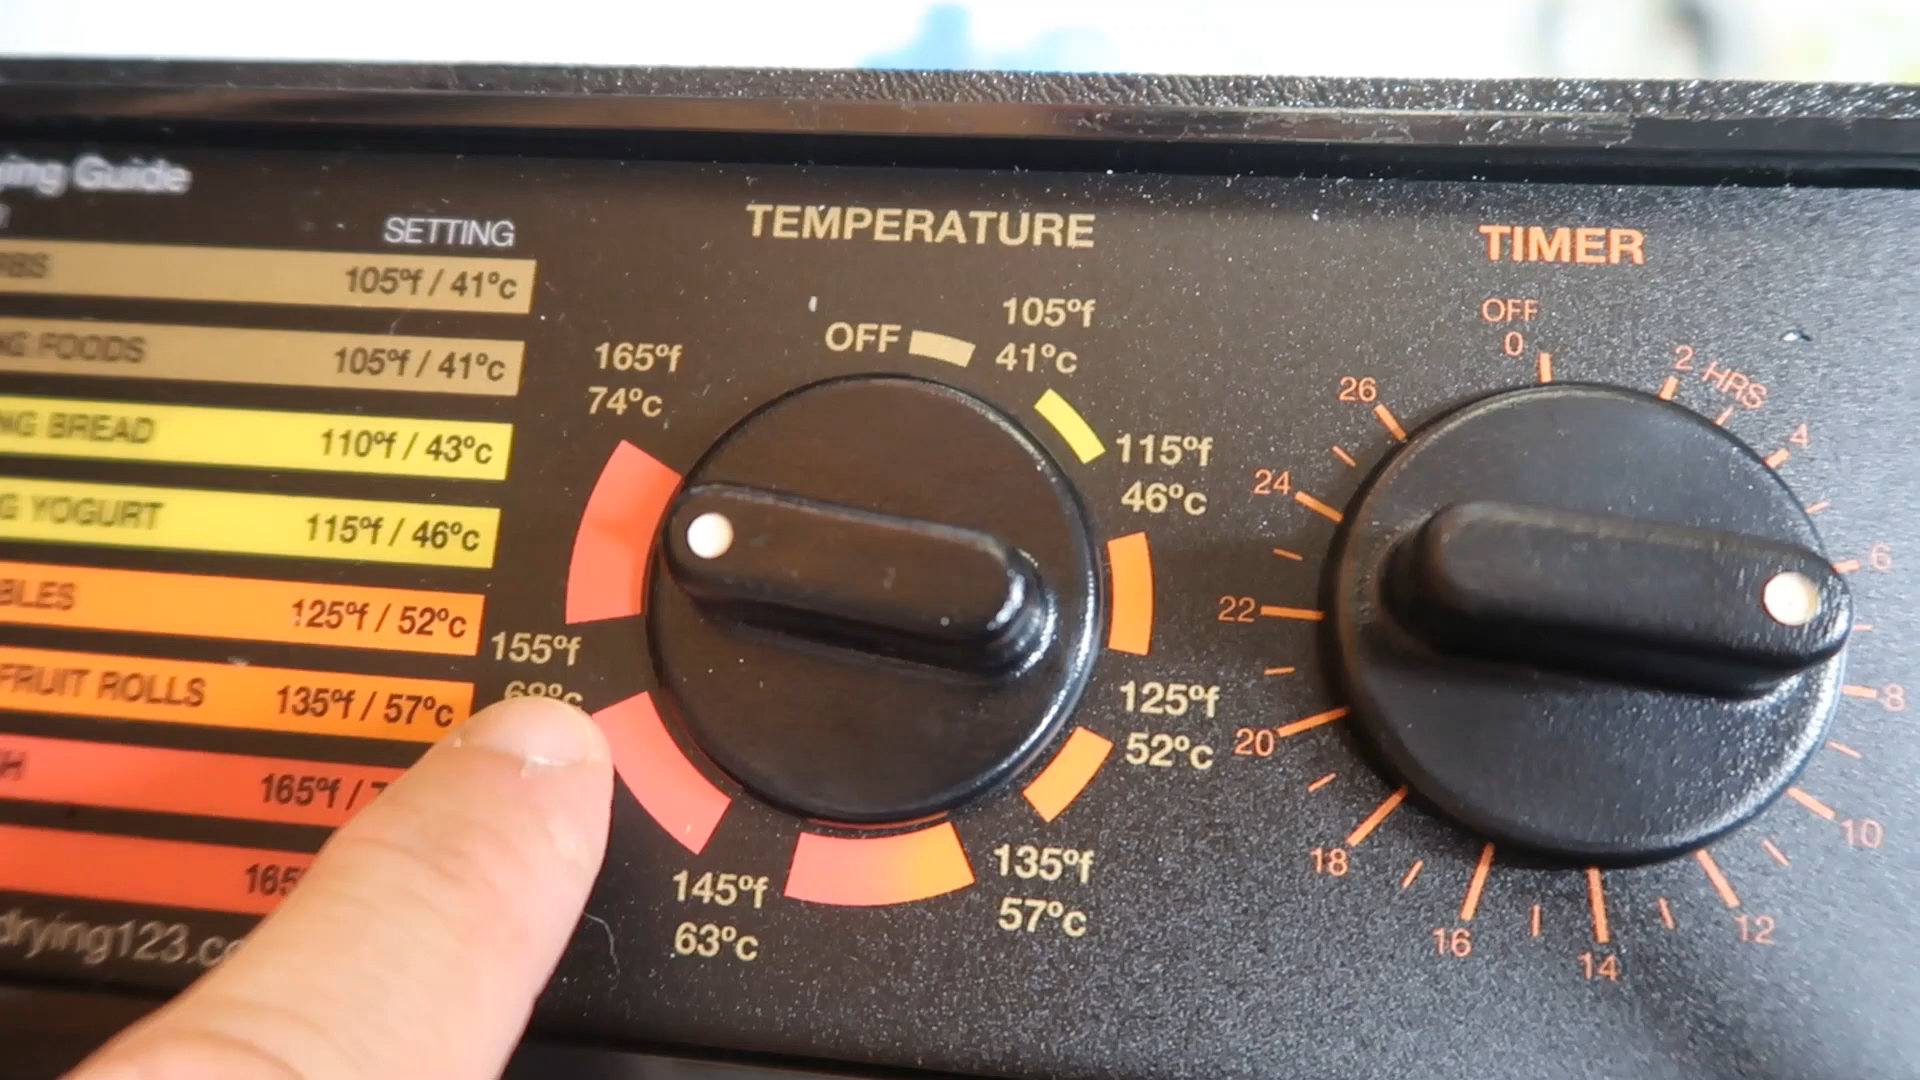 Guide
SETTING
105°f / 41°c
FOODS 105°f / 41°c
BREAD 110°f / 43°c
YOGURT 115°f / 46°c
125°f / 52°c
FRUIT ROLLS 135°f / 57°c
165°f /
TEMPERATURE
OFF
105°f
41°c
115°f
46°c
125°f
52°c
135°f
57°c
145°f
63°c
155°f
68°c
165°f
74°c
TIMER
OFF
0
2 HRS
4
6
8
10
12
14
16
18
20
22
24
26